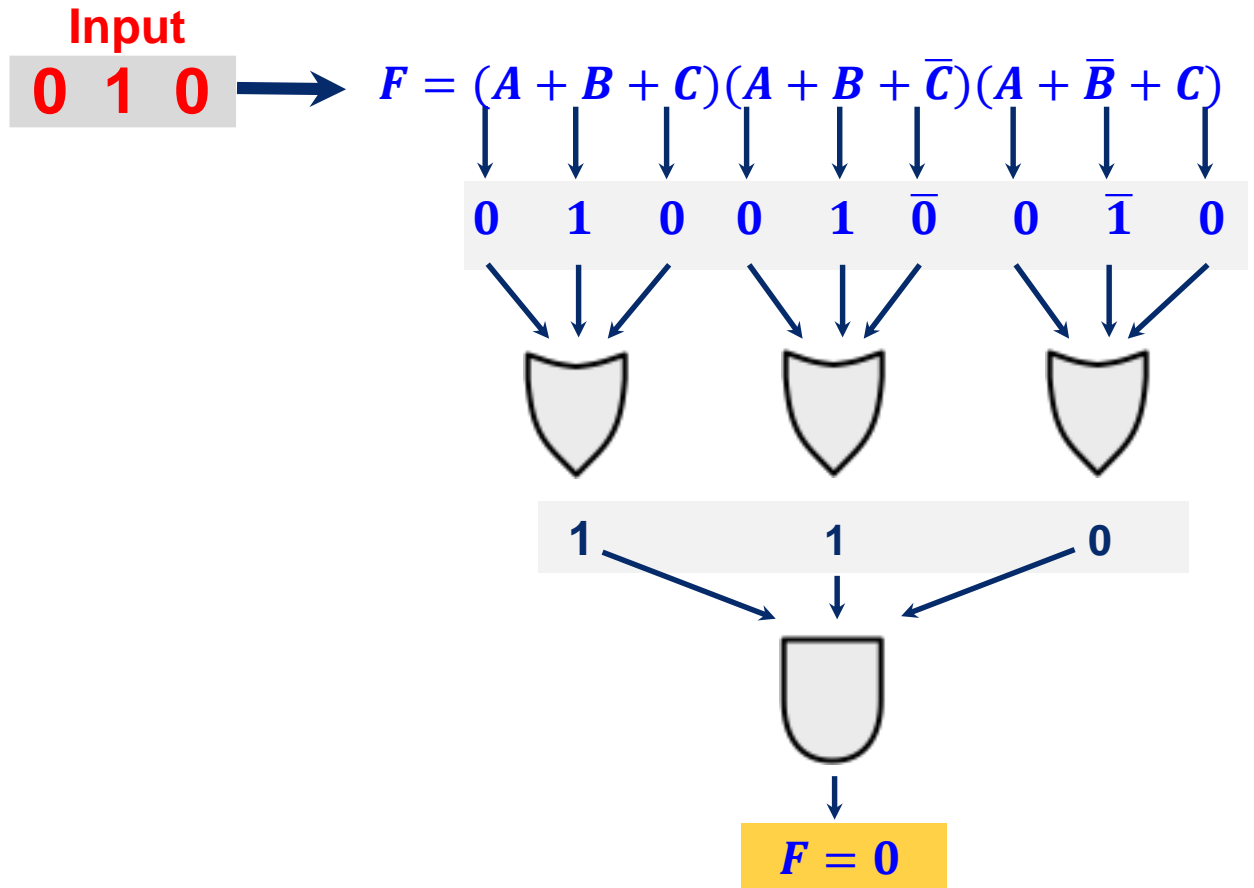 Input
0 1 0
F = (A + B + C)(A + B + C̅)(A + B̅ + C)
0 1 0 0 1 0̅ 0 1̅ 0
1 1 0
F = 0